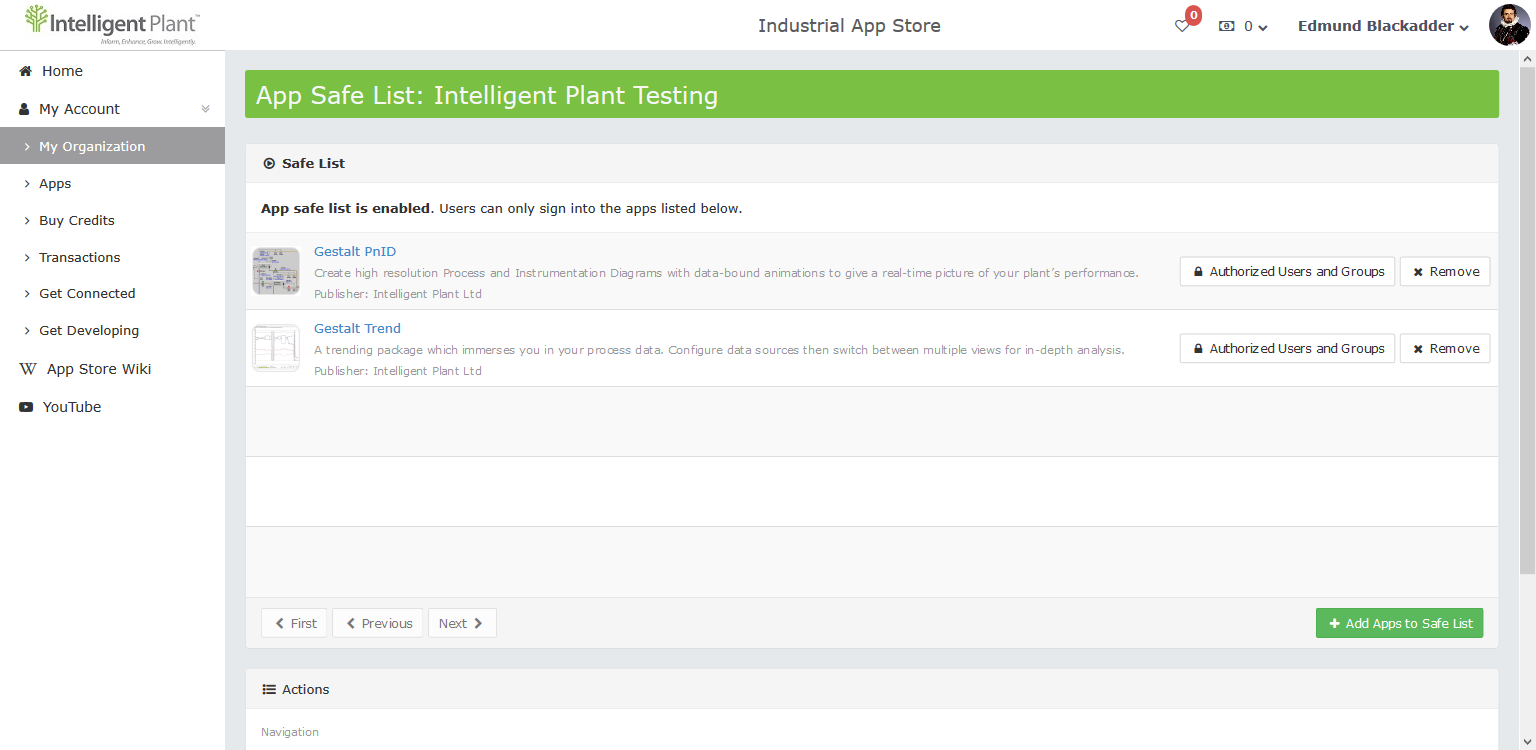 Intelligent Plant™
Inform, Enhance, Grow. Intelligently.
Industrial App Store
0
0
Edmund Blackadder
Home
My Account
My Organization
Apps
Buy Credits
Transactions
Get Connected
Get Developing
App Store Wiki
YouTube
App Safe List: Intelligent Plant Testing
Safe List
App safe list is enabled. Users can only sign into the apps listed below.
Gestalt PnID
Create high resolution Process and Instrumentation Diagrams with data-bound animations to give a real-time picture of your plant's performance.
Publisher: Intelligent Plant Ltd
Authorized Users and Groups
Remove
Gestalt Trend
A trending package which immerses you in your process data. Configure data sources then switch between multiple views for in-depth analysis.
Publisher: Intelligent Plant Ltd
Authorized Users and Groups
Remove
First
Previous
Next
Add Apps to Safe List
Actions
Navigation